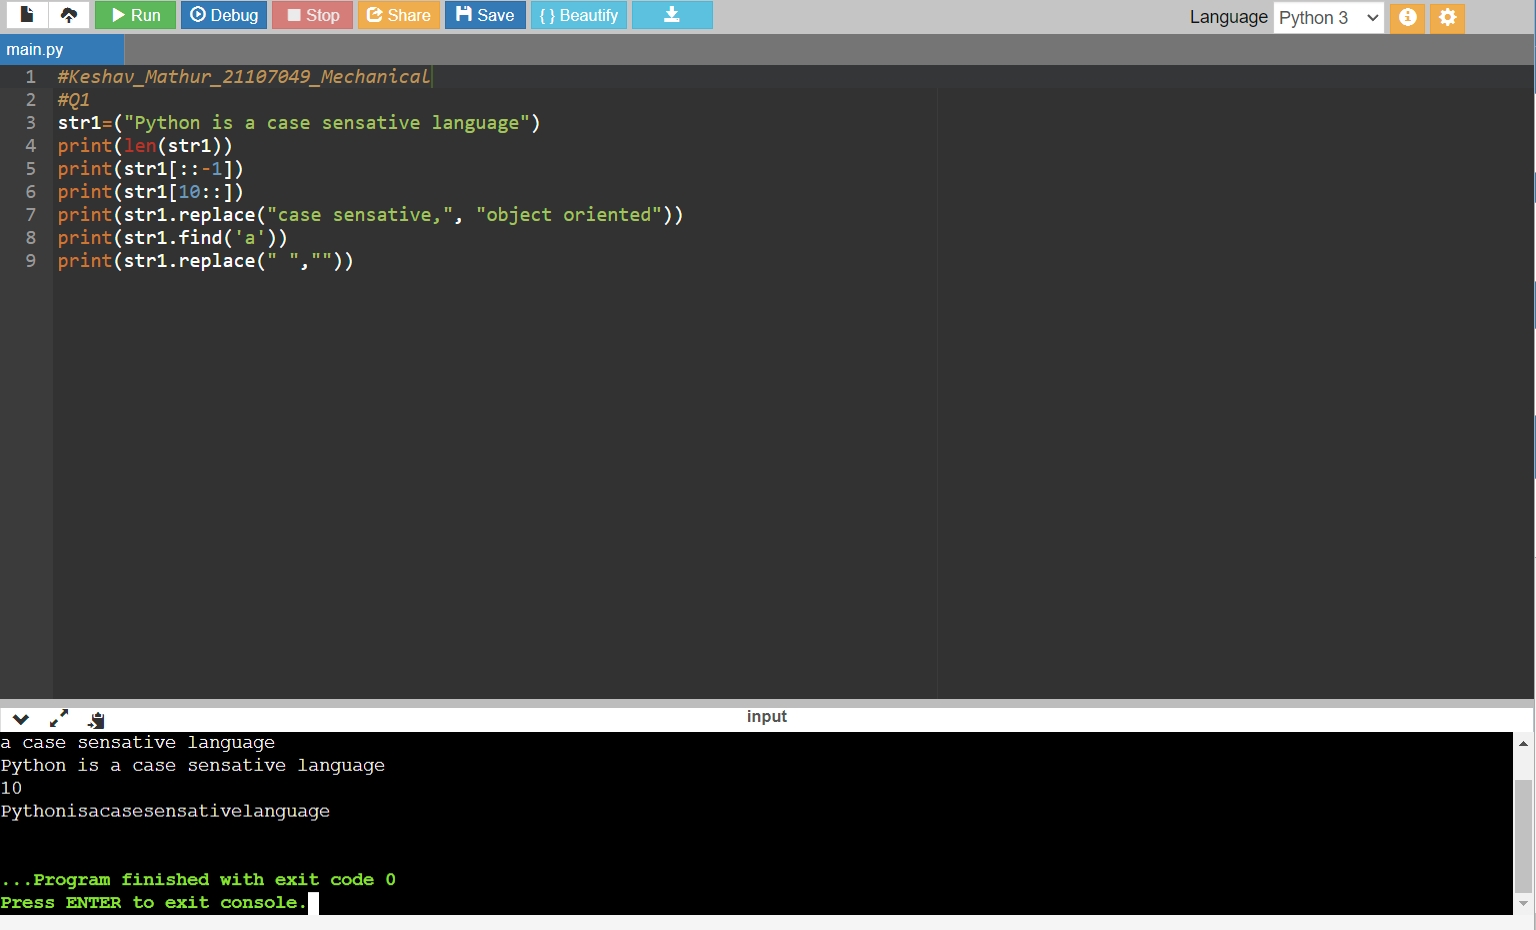 Run Debug Stop Share Save { } Beautify Language Python 3
main.py
1 #Keshav_Mathur_21107049_Mechanical
2 #Q1
3 str1=("Python is a case sensative language")
4 print(len(str1))
5 print(str1[::-1])
6 print(str1[10::])
7 print(str1.replace("case sensative,", "object oriented"))
8 print(str1.find('a'))
9 print(str1.replace(" ",""))
input
a case sensative language
Python is a case sensative language
10
Pythonisacasesensativelanguage
...Program finished with exit code 0
Press ENTER to exit console.